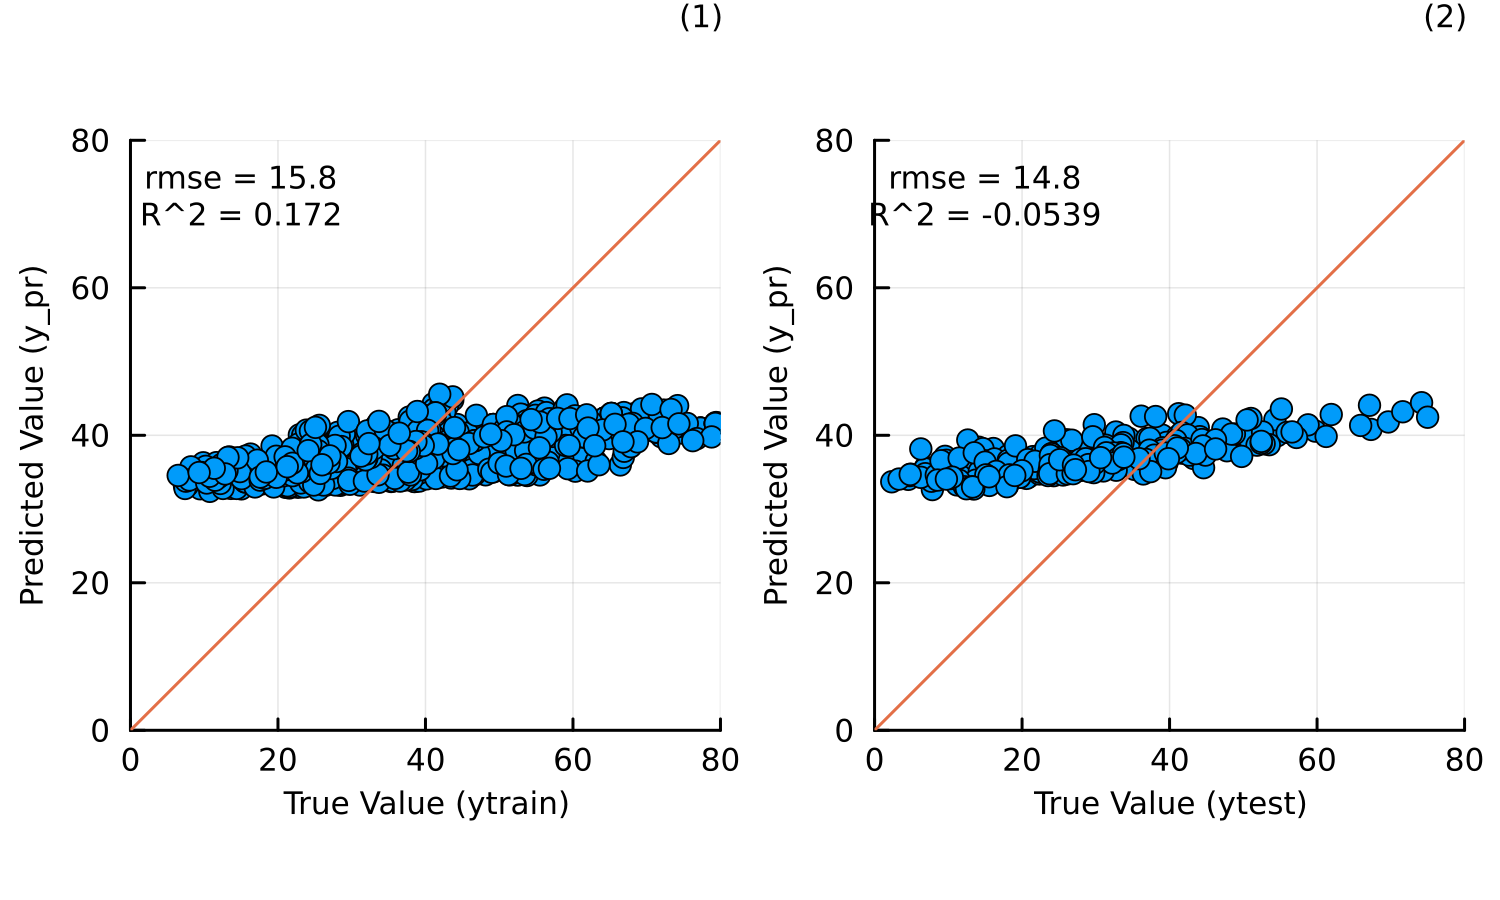 (1)
80
60
40
20
0
0 20 40 60 80
rmse = 15.8
R^2 = 0.172
Predicted Value (y_pr)
True Value (ytrain)
(2)
80
60
40
20
0
0 20 40 60 80
rmse = 14.8
R^2 = -0.0539
Predicted Value (y_pr)
True Value (ytest)